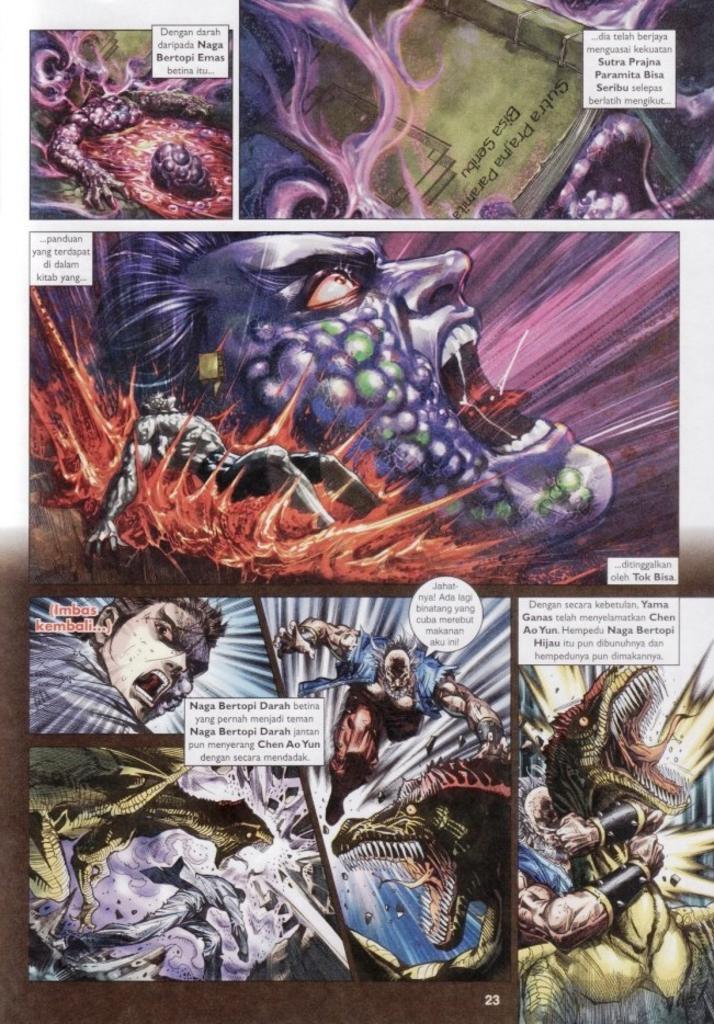 Dengan darah
daripada Naga
Bertopi Emas
betina itu...
...dia telah berjaya
menguasai kekuatan
Sutra Prajna
Paramita Bisa
Seribu selepas
berlatih mengikut...
Sutra Prajna Paramita
Bisa Seribu
...panduan
yang terdapat
di dalam
kitab yang...
...ditinggalkan
oleh Tok Bisa.
(Imbas
kembali...)
Jahat-
nya! Ada lagi
binatang yang
cuba merebut
makanan
aku ini!
Naga Bertopi Darah betina
yang pernah menjadi teman
Naga Bertopi Darah jantan
pun menyerang Chen Ao Yun
dengan secara mendadak.
Dengan secara kebetulan, Yama
Ganas telah menyelamatkan Chen
Ao Yun. Hempedu Naga Bertopi
Hijau itu pun dibunuhnya dan
hempedunya pun dimakannya.
23